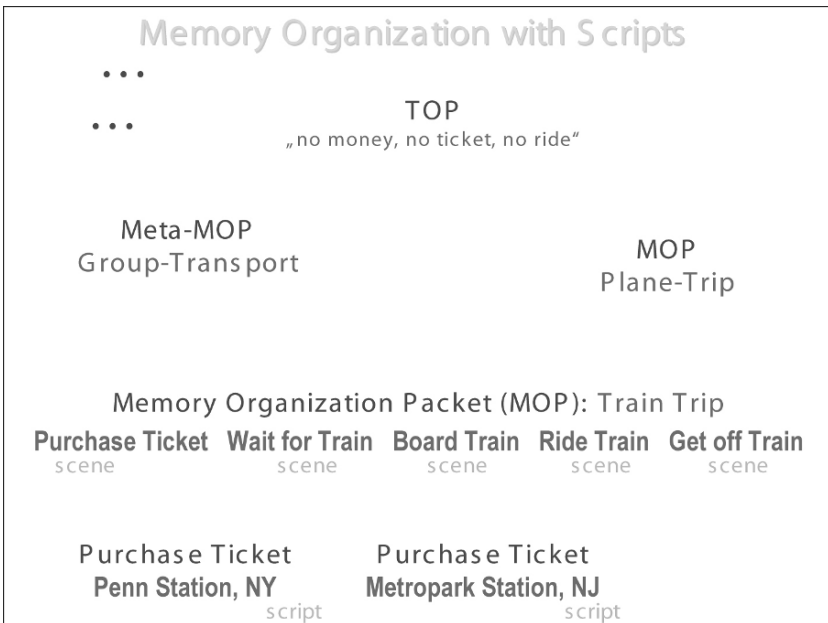 Memory Organization with Scripts
• • •
• • •
TOP
„no money, no ticket, no ride“
Meta-MOP
Group-Transport
MOP
Plane-Trip
Memory Organization Packet (MOP): Train Trip
Purchase Ticket Wait for Train Board Train Ride Train Get off Train
scene scene scene scene scene
Purchase Ticket Purchase Ticket
Penn Station, NY Metropark Station, NJ
script script